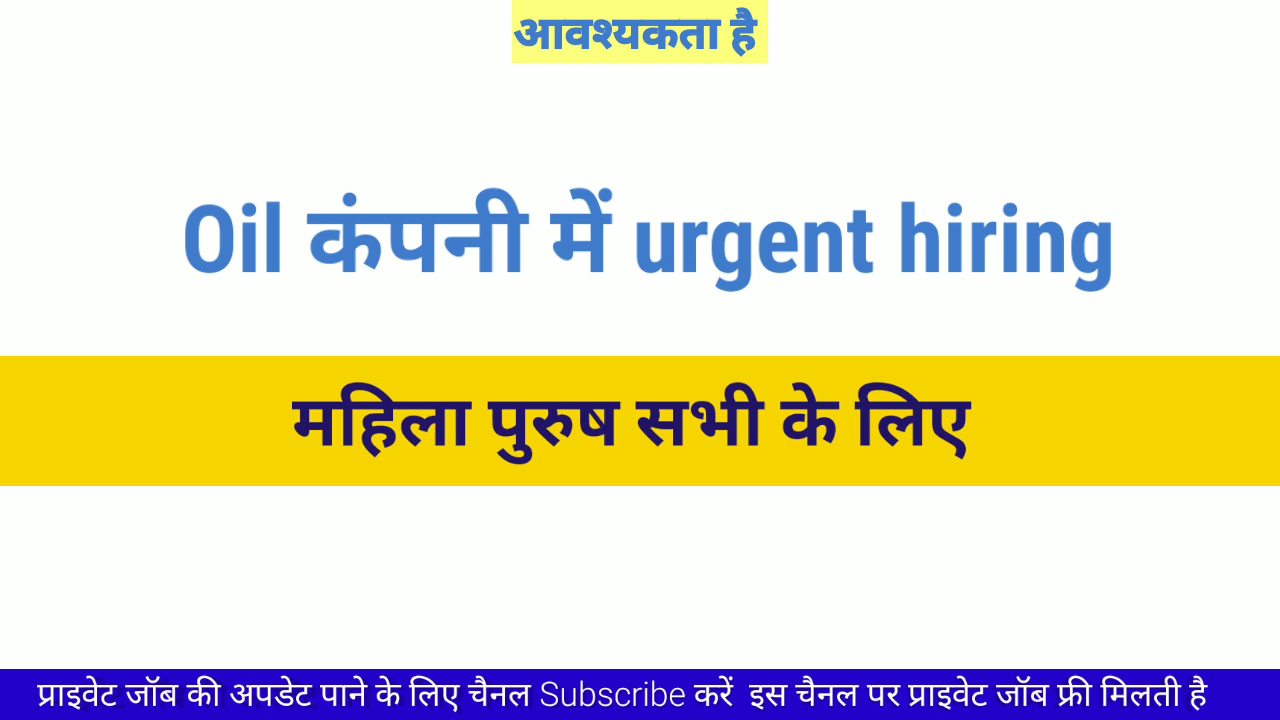 आवश्यकता है
Oil कंपनी में urgent hiring
महिला पुरुष सभी के लिए
प्राइवेट जॉब की अपडेट पाने के लिए चैनल Subscribe करें इस चैनल पर प्राइवेट जॉब फ्री मिलती है